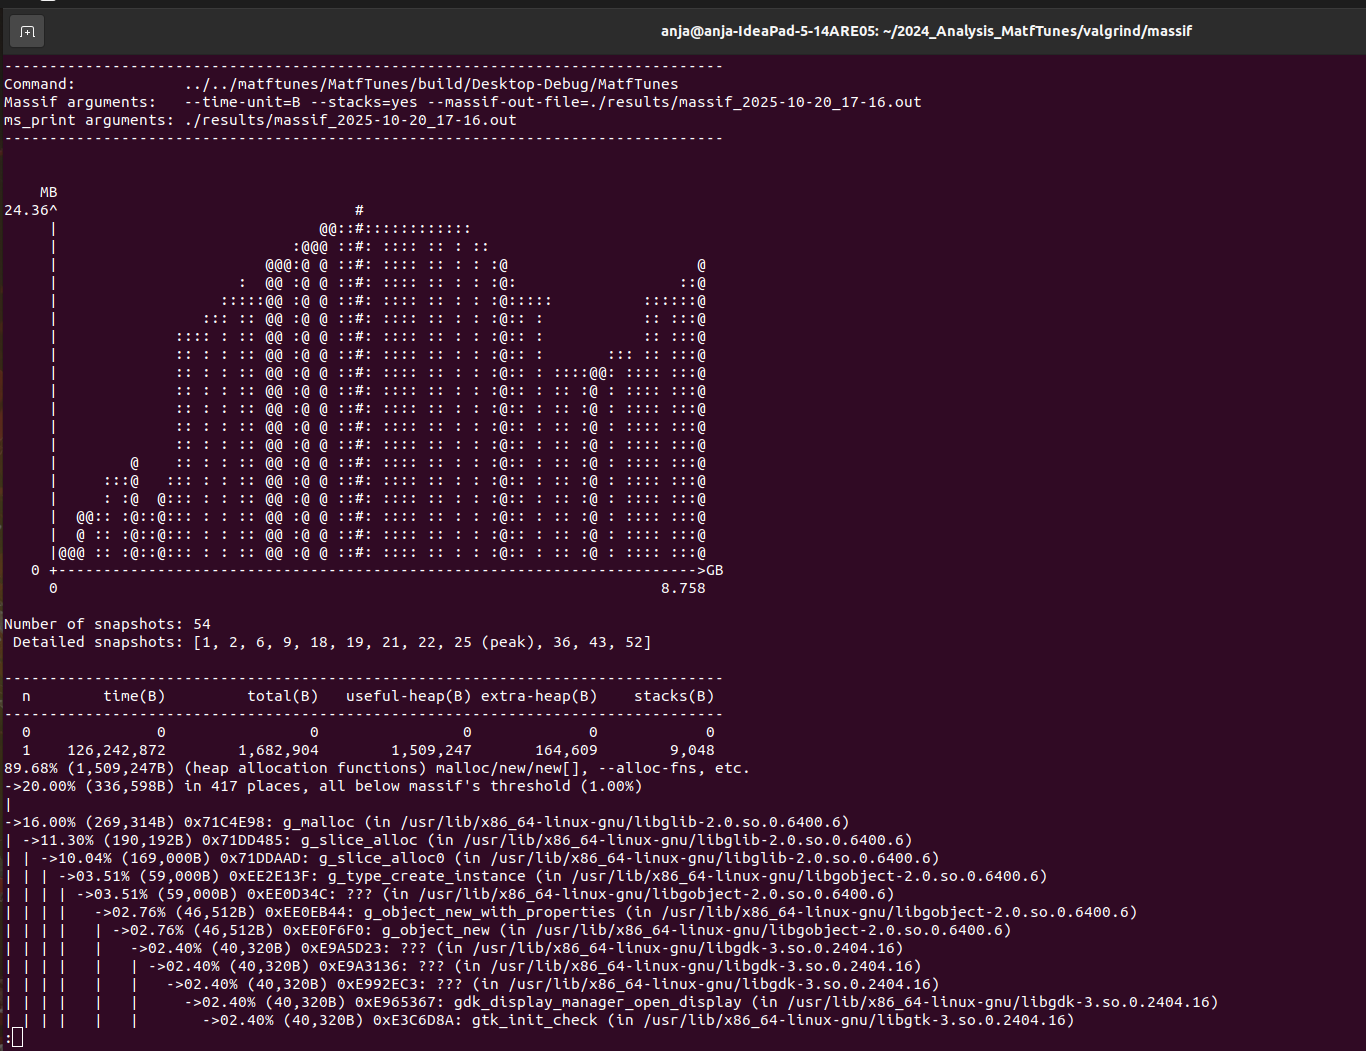 anja@anja-IdeaPad-5-14ARE05: ~/2024_Analysis_MatfTunes/valgrind/massif
--------------------------------------------------------------------------------
Command:            ../../matftunes/MatfTunes/build/Desktop-Debug/MatfTunes
Massif arguments:   --time-unit=B --stacks=yes --massif-out-file=./results/massif_2025-10-20_17-16.out
ms_print arguments: ./results/massif_2025-10-20_17-16.out
--------------------------------------------------------------------------------
    MB
24.36^                                 #
     |                             @@::#::::::::::::
     |                          :@@@ ::#: :::: :: : ::
     |                       @@@:@ @ ::#: :::: :: : : :@                     @
     |                    :  @@ :@ @ ::#: :::: :: : : :@:                  ::@
     |                  :::::@@ :@ @ ::#: :::: :: : : :@:::::          ::::::@
     |                ::: :: @@ :@ @ ::#: :::: :: : : :@:: :           :: :::@
     |             :::: : :: @@ :@ @ ::#: :::: :: : : :@:: :           :: :::@
     |             :: : : :: @@ :@ @ ::#: :::: :: : : :@:: :       ::: :: :::@
     |             :: : : :: @@ :@ @ ::#: :::: :: : : :@:: : ::::@@: :::: :::@
     |             :: : : :: @@ :@ @ ::#: :::: :: : : :@:: : :: :@ : :::: :::@
     |             :: : : :: @@ :@ @ ::#: :::: :: : : :@:: : :: :@ : :::: :::@
     |             :: : : :: @@ :@ @ ::#: :::: :: : : :@:: : :: :@ : :::: :::@
     |             :: : : :: @@ :@ @ ::#: :::: :: : : :@:: : :: :@ : :::: :::@
     |        @    :: : : :: @@ :@ @ ::#: :::: :: : : :@:: : :: :@ : :::: :::@
     |     :::@   ::: : : :: @@ :@ @ ::#: :::: :: : : :@:: : :: :@ : :::: :::@
     |     : :@  @::: : : :: @@ :@ @ ::#: :::: :: : : :@:: : :: :@ : :::: :::@
     |  @@:: :@::@::: : : :: @@ :@ @ ::#: :::: :: : : :@:: : :: :@ : :::: :::@
     |  @ :: :@::@::: : : :: @@ :@ @ ::#: :::: :: : : :@:: : :: :@ : :::: :::@
     |@@@ :: :@::@::: : : :: @@ :@ @ ::#: :::: :: : : :@:: : :: :@ : :::: :::@
   0 +----------------------------------------------------------------------->GB
     0                                                                   8.758
Number of snapshots: 54
 Detailed snapshots: [1, 2, 6, 9, 18, 19, 21, 22, 25 (peak), 36, 43, 52]
--------------------------------------------------------------------------------
  n        time(B)         total(B)   useful-heap(B) extra-heap(B)    stacks(B)
--------------------------------------------------------------------------------
  0              0                0                0             0            0
  1    126,242,872        1,682,904        1,509,247       164,609        9,048
89.68% (1,509,247B) (heap allocation functions) malloc/new/new[], --alloc-fns, etc.
->20.00% (336,598B) in 417 places, all below massif's threshold (1.00%)
|
->16.00% (269,314B) 0x71C4E98: g_malloc (in /usr/lib/x86_64-linux-gnu/libglib-2.0.so.0.6400.6)
| ->11.30% (190,192B) 0x71DD485: g_slice_alloc (in /usr/lib/x86_64-linux-gnu/libglib-2.0.so.0.6400.6)
| | ->10.04% (169,000B) 0x71DDAAD: g_slice_alloc0 (in /usr/lib/x86_64-linux-gnu/libglib-2.0.so.0.6400.6)
| | | ->03.51% (59,000B) 0xEE2E13F: g_type_create_instance (in /usr/lib/x86_64-linux-gnu/libgobject-2.0.so.0.6400.6)
| | | | ->03.51% (59,000B) 0xEE0D34C: ??? (in /usr/lib/x86_64-linux-gnu/libgobject-2.0.so.0.6400.6)
| | | |   ->02.76% (46,512B) 0xEE0EB44: g_object_new_with_properties (in /usr/lib/x86_64-linux-gnu/libgobject-2.0.so.0.6400.6)
| | | |   | ->02.76% (46,512B) 0xEE0F6F0: g_object_new (in /usr/lib/x86_64-linux-gnu/libgobject-2.0.so.0.6400.6)
| | | |   |   ->02.40% (40,320B) 0xE9A5D23: ??? (in /usr/lib/x86_64-linux-gnu/libgdk-3.so.0.2404.16)
| | | |   |   | ->02.40% (40,320B) 0xE9A3136: ??? (in /usr/lib/x86_64-linux-gnu/libgdk-3.so.0.2404.16)
| | | |   |   |   ->02.40% (40,320B) 0xE992EC3: ??? (in /usr/lib/x86_64-linux-gnu/libgdk-3.so.0.2404.16)
| | | |   |   |     ->02.40% (40,320B) 0xE965367: gdk_display_manager_open_display (in /usr/lib/x86_64-linux-gnu/libgdk-3.so.0.2404.16)
| | | |   |   |       ->02.40% (40,320B) 0xE3C6D8A: gtk_init_check (in /usr/lib/x86_64-linux-gnu/libgtk-3.so.0.2404.16)
: